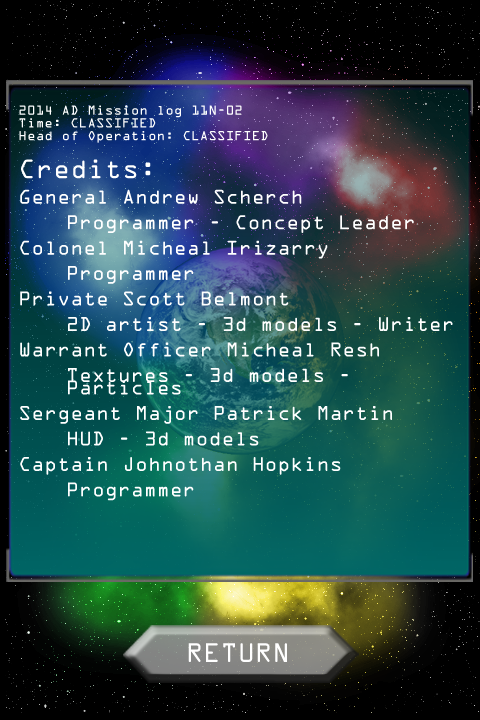 2014 AD Mission log 11N-02
Time: CLASSIFIED
Head of Operation: CLASSIFIED
Credits:
General Andrew Scherch
Programmer - Concept Leader
Colonel Micheal Irizarry
Programmer
Private Scott Belmont
2D artist - 3d models - Writer
Warrant Officer Micheal Resh
Textures - 3d models -
Particles
Sergeant Major Patrick Martin
HUD - 3d models
Captain Johnothan Hopkins
Programmer
RETURN